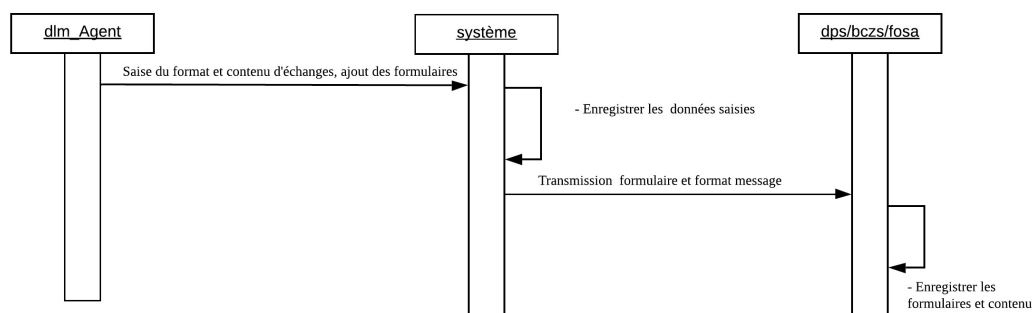 dlm_Agent
système
dps/bczs/fosa
Saise du format et contenu d'échanges, ajout des formulaires
- Enregistrer les données saisies
Transmission formulaire et format message
- Enregistrer les
formulaires et contenu